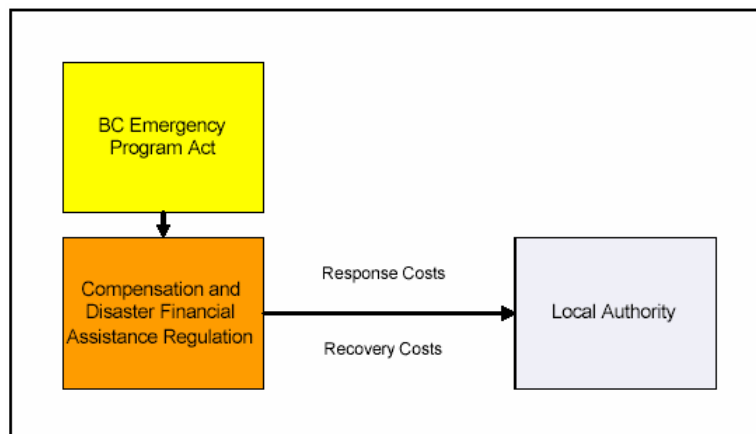 BC Emergency
Program Act
Compensation and
Disaster Financial
Assistance Regulation
Response Costs
Recovery Costs
Local Authority